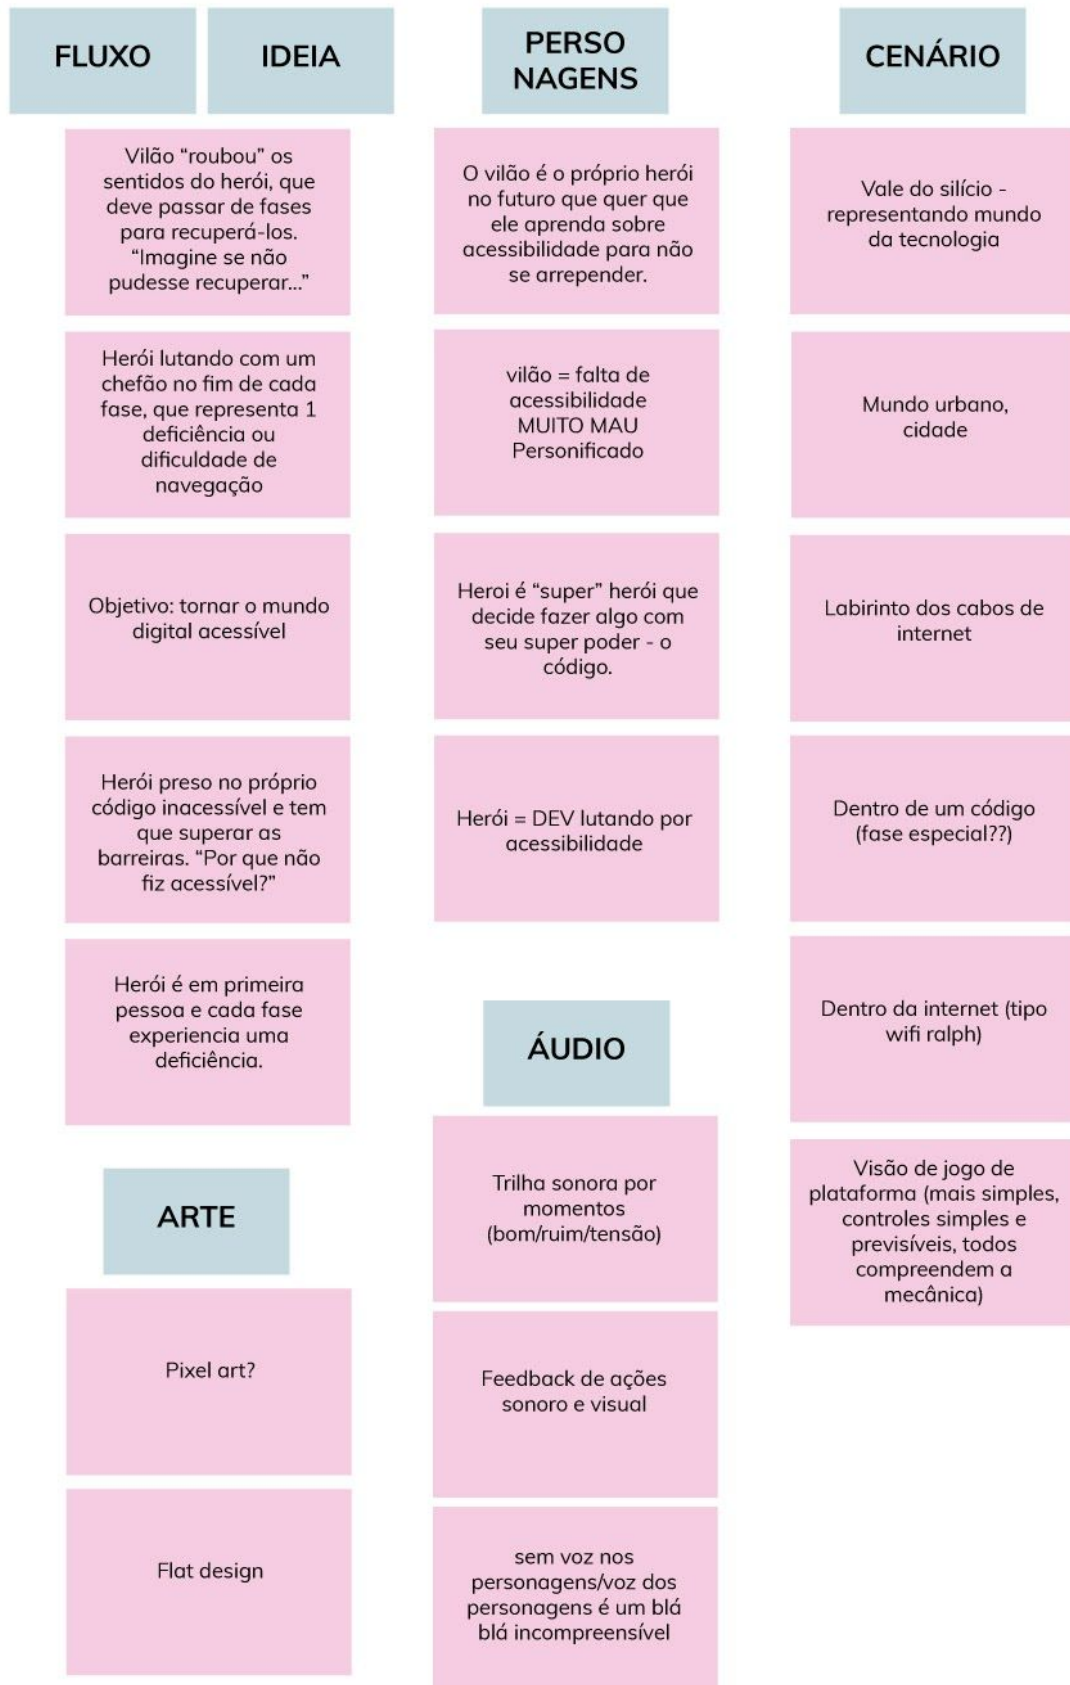 FLUXO
IDEIA
Vilão “roubou” os
sentidos do herói, que
deve passar de fases
para recuperá-los.
“Imagine se não
pudesse recuperar...”
Herói lutando com um
chefão no fim de cada
fase, que representa 1
deficiência ou
dificuldade de
navegação
Objetivo: tornar o mundo
digital acessível
Herói preso no próprio
código inacessível e tem
que superar as
barreiras. “Por que não
fiz acessível?”
Herói é em primeira
pessoa e cada fase
experiencia uma
deficiência.
ARTE
Pixel art?
Flat design
PERSO
NAGENS
O vilão é o próprio herói
no futuro que quer que
ele aprenda sobre
acessibilidade para não
se arrepender.
vilão = falta de
acessibilidade
MUITO MAU
Personificado
Heroi é “super” herói que
decide fazer algo com
seu super poder - o
código.
Herói = DEV lutando por
acessibilidade
ÁUDIO
Trilha sonora por
momentos
(bom/ruim/tensão)
Feedback de ações
sonoro e visual
sem voz nos
personagens/voz dos
personagens é um blá
blá incompreensível
CENÁRIO
Vale do silício -
representando mundo
da tecnologia
Mundo urbano,
cidade
Labirinto dos cabos de
internet
Dentro de um código
(fase especial??)
Dentro da internet (tipo
wifi ralph)
Visão de jogo de
plataforma (mais simples,
controles simples e
previsíveis, todos
compreendem a
mecânica)